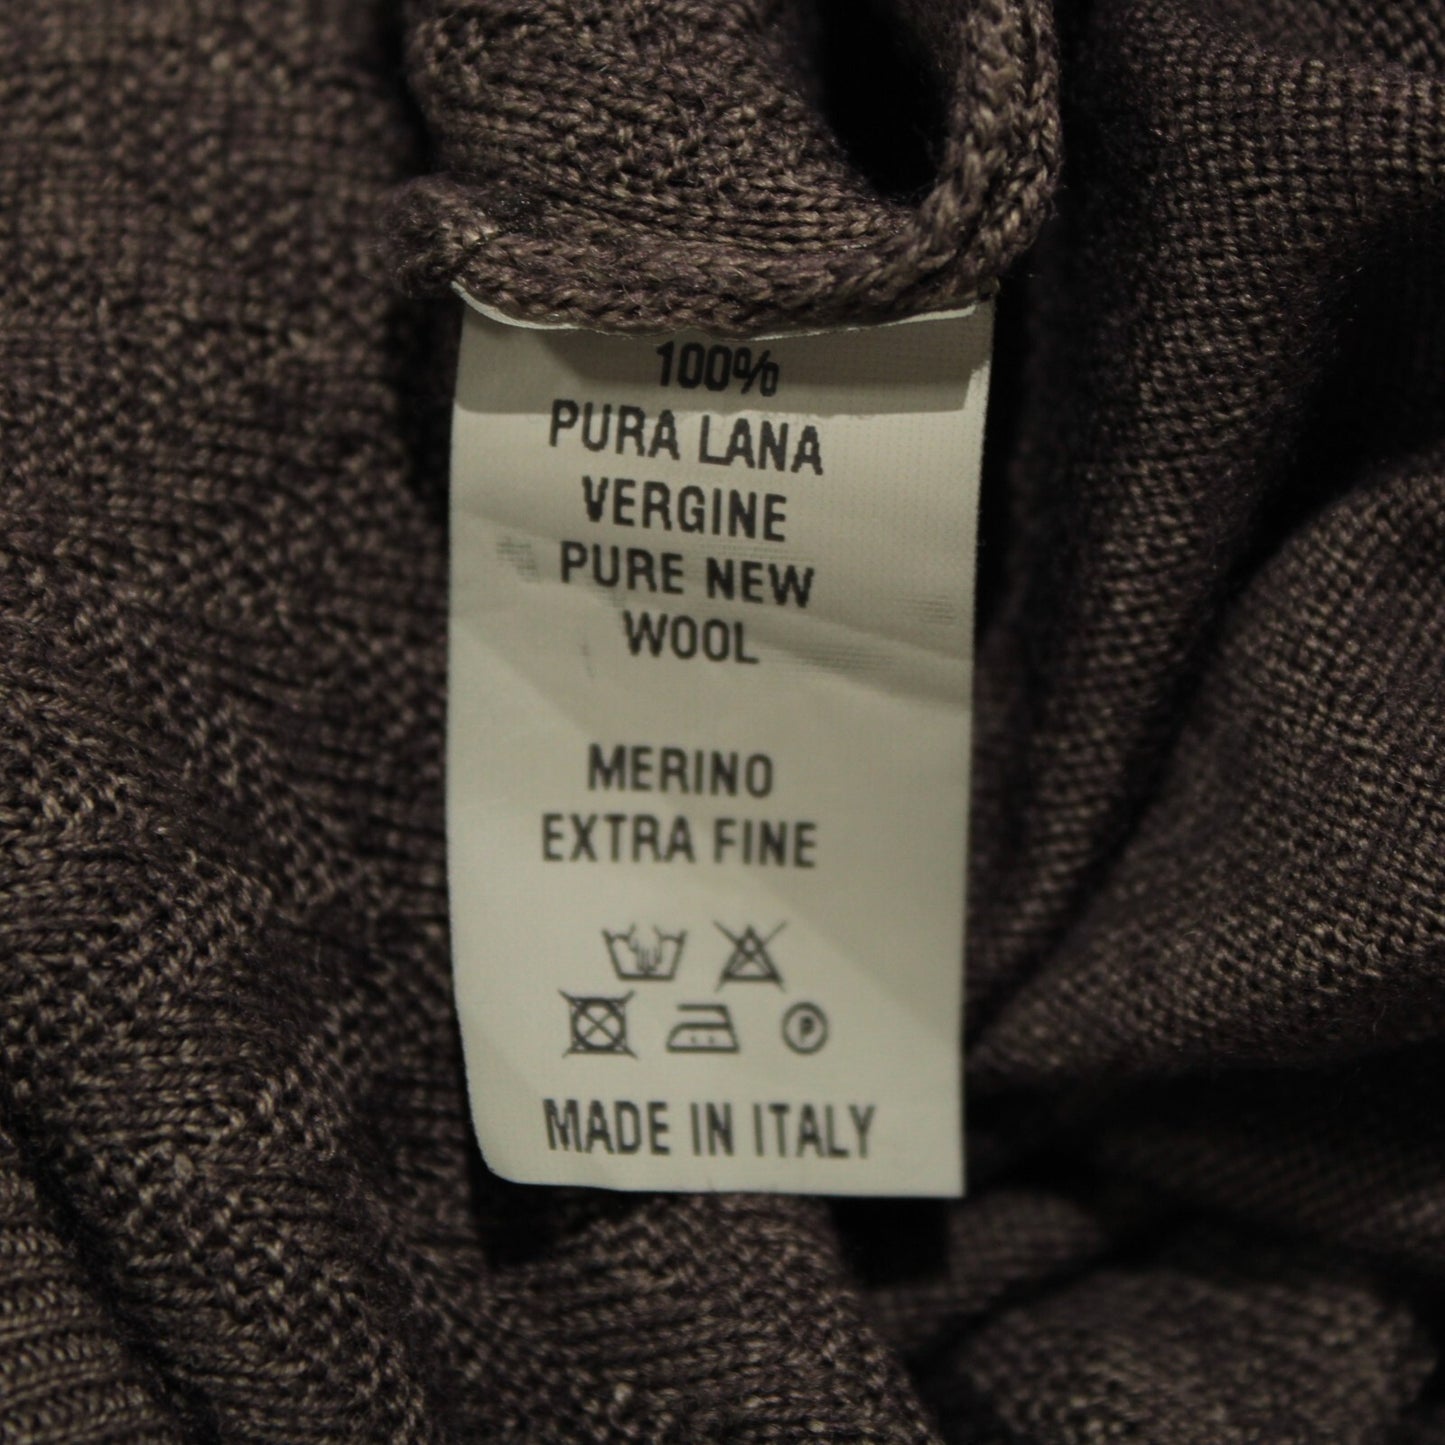 100%
PURA LANA
VERGINE
PURE NEW
WOOL
MERINO
EXTRA FINE
P
MADE IN ITALY